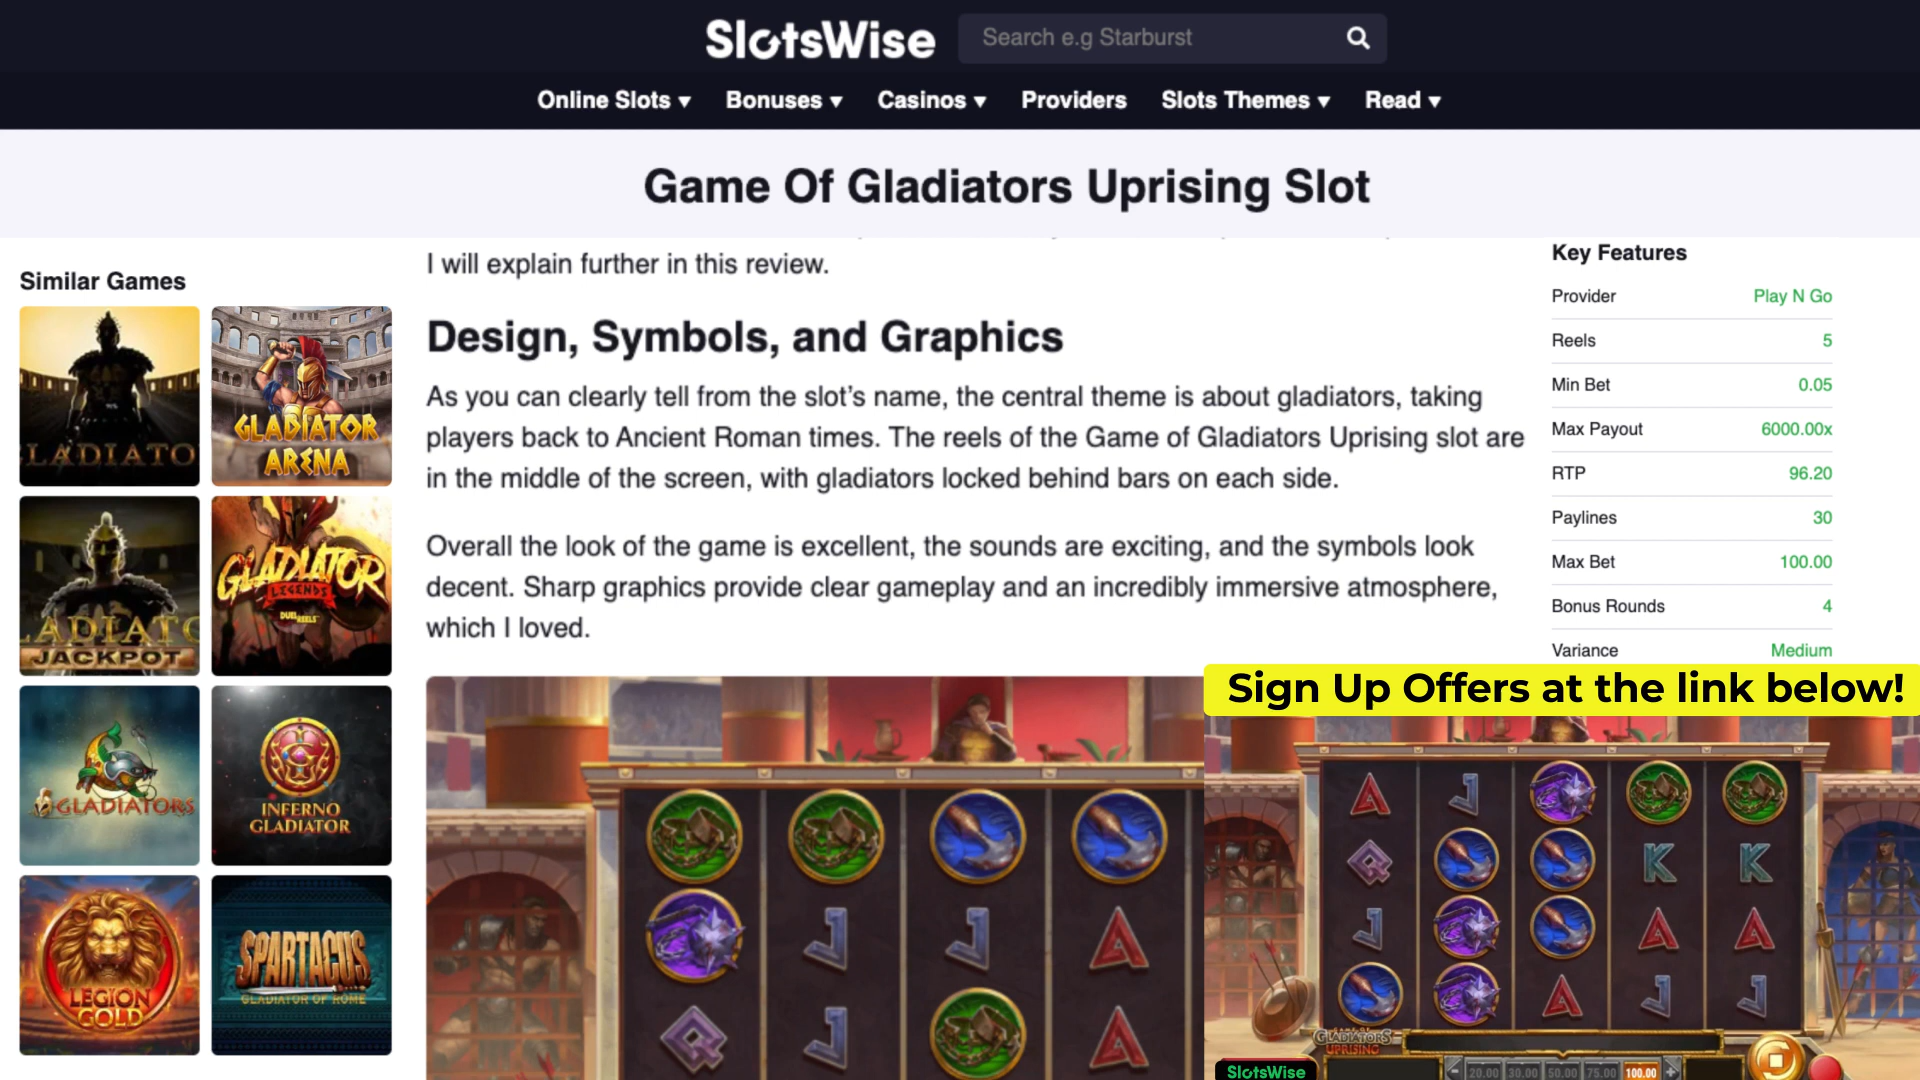 SlotsWise
Search e.g Starburst
Online Slots ▼ Bonuses ▼ Casinos ▼ Providers Slots Themes ▼ Read ▼
Game Of Gladiators Uprising Slot
Similar Games
LADIATO
GLADIATOR
ARENA
LADIATO
JACKPOT
GLADIATOR
LEGENDS
DUELREELS
GLADIATORS
INFERNO
GLADIATOR
LEGION
GOLD
SPARTACUS
GLADIATOR OF ROME
I will explain further in this review.
Design, Symbols, and Graphics
As you can clearly tell from the slot’s name, the central theme is about gladiators, taking
players back to Ancient Roman times. The reels of the Game of Gladiators Uprising slot are
in the middle of the screen, with gladiators locked behind bars on each side.
Overall the look of the game is excellent, the sounds are exciting, and the symbols look
decent. Sharp graphics provide clear gameplay and an incredibly immersive atmosphere,
which I loved.
J J A
Q J A
Key Features
Provider Play N Go
Reels 5
Min Bet 0.05
Max Payout 6000.00x
RTP 96.20
Paylines 30
Max Bet 100.00
Bonus Rounds 4
Variance Medium
Sign Up Offers at the link below!
A J
Q K K
J A A
A J J
GLADIATORS
UPRISING
SlotsWise
- 20.00 30.00 50.00 75.00 100.00 +